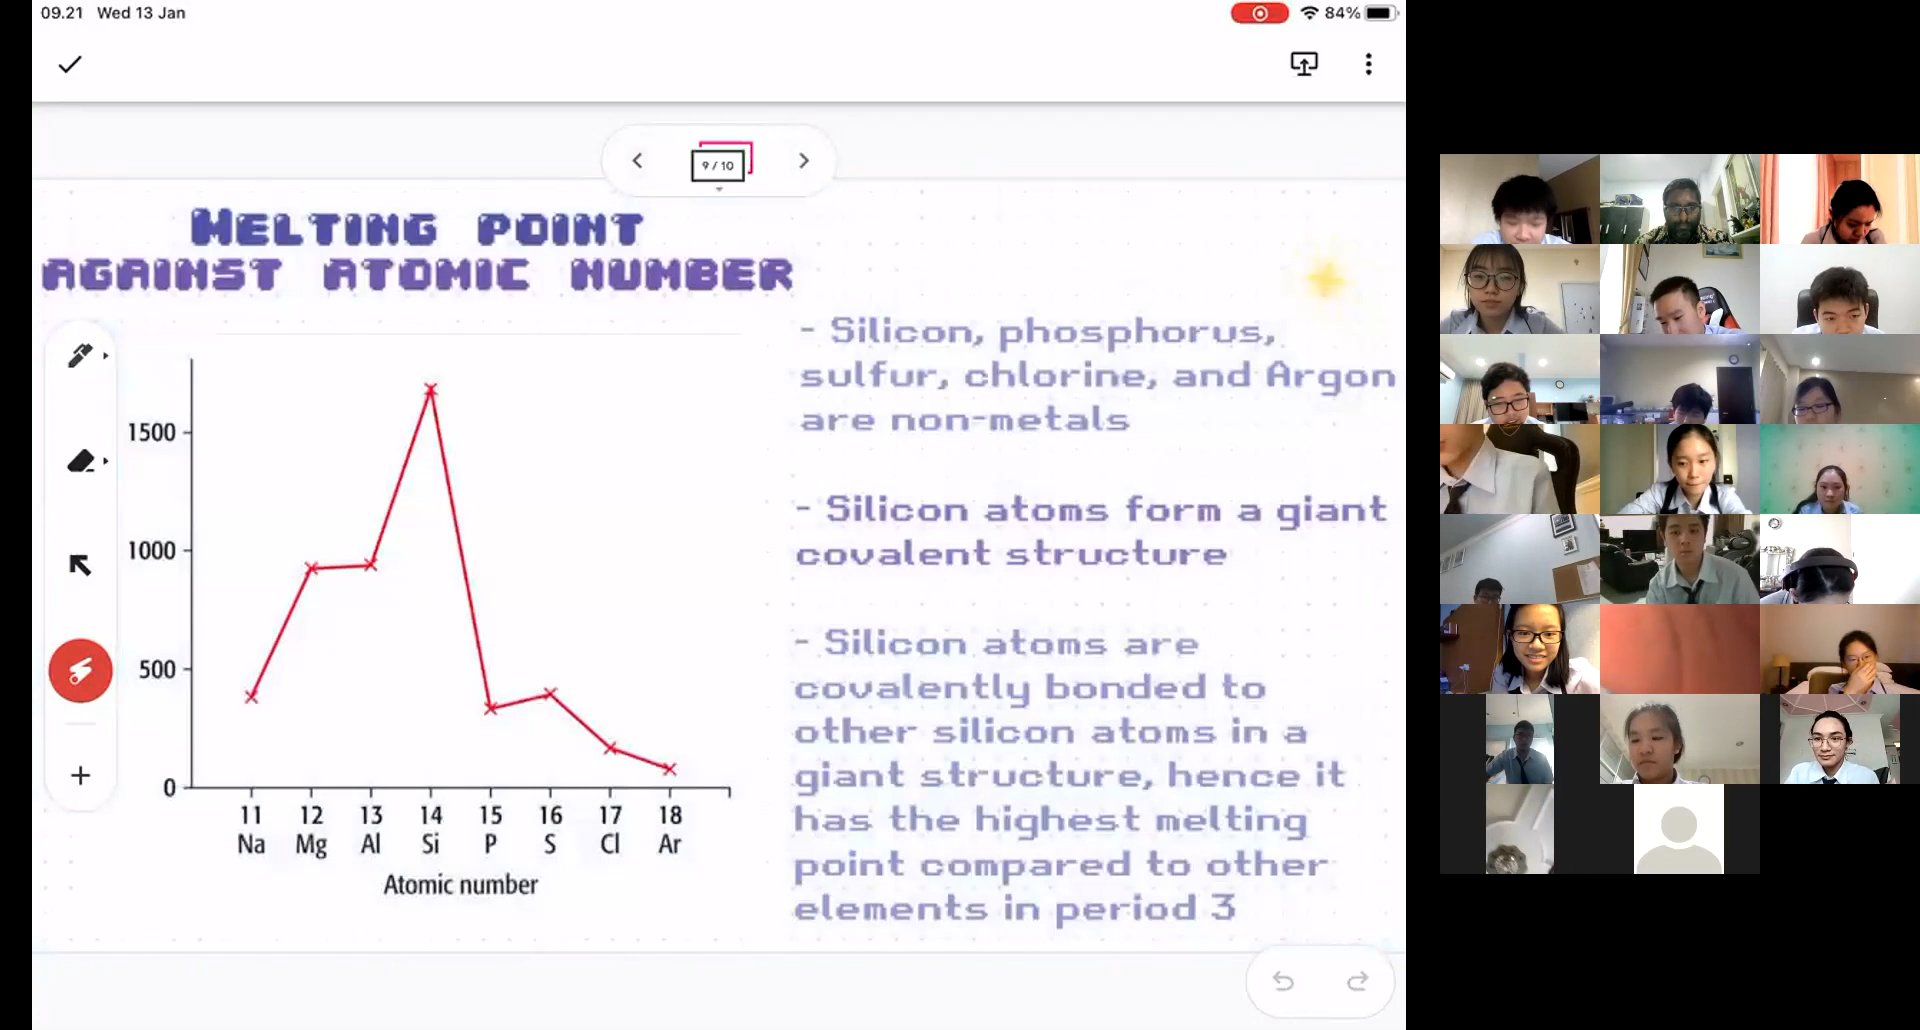 09.21 Wed 13 Jan
84%
9 / 10
MELTING POINT
AGAINST ATOMIC NUMBER
- Silicon, phosphorus,
sulfur, chlorine, and Argon
are non-metals
- Silicon atoms form a giant
covalent structure
- Silicon atoms are
covalently bonded to
other silicon atoms in a
giant structure, hence it
has the highest melting
point compared to other
elements in period 3
1500
1000
500
0
11 12 13 14 15 16 17 18
Na Mg Al Si P S Cl Ar
Atomic number